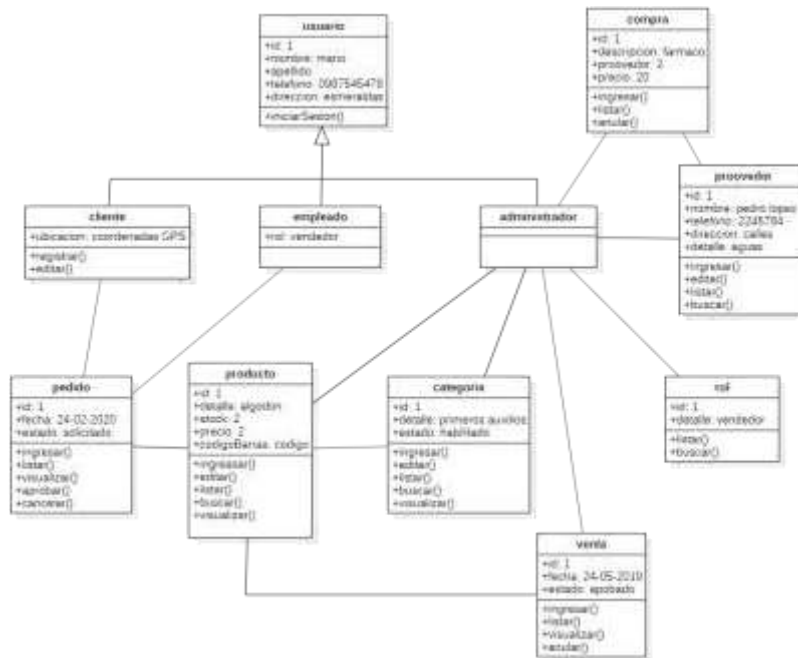 usuario
+id: 1
+nombre: mario
+apellido
+telefono: 0987545478
+direccion: esmeraldas
+iniciarSesion()
compra
+id: 1
+descripcion: farmaco
+proovedor: 2
+precio: 20
+ingresar()
+listar()
+anular()
proovedor
+id: 1
+nombre: pedro lopes
+telefono: 2245784
+direccion: calles
+detalle: aguas
+ingresar()
+editar()
+listar()
+buscar()
cliente
+ubicacion: coordenadas GPS
+registrar()
+editar()
empleado
+rol: vendedor
administrador
pedido
+id: 1
+fecha: 24-02-2020
+estado: solicitado
+ingresar()
+listar()
+visualizar()
+aprobar()
+cancelar()
producto
+id: 1
+detalle: algodon
+stock: 2
+precio: 2
+codigoBarras: codigo
+ingresar()
+editar()
+listar()
+buscar()
+visualizar()
categoria
+id: 1
+detalle: primeros auxilios
+estado: habilitado
+ingresar()
+editar()
+listar()
+buscar()
+visualizar()
rol
+id: 1
+detalle: vendedor
+listar()
+buscar()
venta
+id: 1
+fecha: 24-05-2019
+estado: apobado
+ingresar()
+listar()
+visualizar()
+anular()